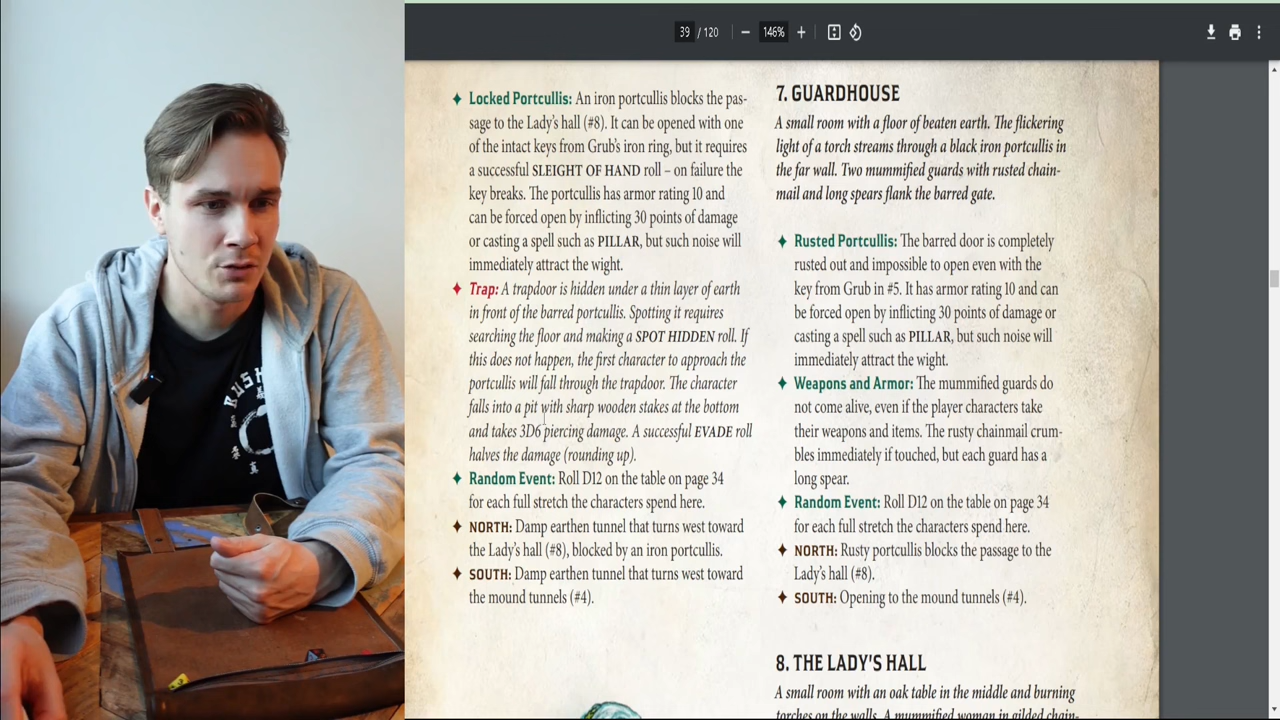 39 / 120
146%
✦ Locked Portcullis: An iron portcullis blocks the pas-
sage to the Lady's hall (#8). It can be opened with one
of the intact keys from Grub's iron ring, but it requires
a successful SLEIGHT OF HAND roll – on failure the
key breaks. The portcullis has armor rating 10 and
can be forced open by inflicting 30 points of damage
or casting a spell such as PILLAR, but such noise will
immediately attract the wight.
✦ Trap: A trapdoor is hidden under a thin layer of earth
in front of the barred portcullis. Spotting it requires
searching the floor and making a SPOT HIDDEN roll. If
this does not happen, the first character to approach the
portcullis will fall through the trapdoor. The character
falls into a pit with sharp wooden stakes at the bottom
and takes 3D6 piercing damage. A successful EVADE roll
halves the damage (rounding up).
✦ Random Event: Roll D12 on the table on page 34
for each full stretch the characters spend here.
✦ NORTH: Damp earthen tunnel that turns west toward
the Lady's hall (#8), blocked by an iron portcullis.
✦ SOUTH: Damp earthen tunnel that turns west toward
the mound tunnels (#4).
7. GUARDHOUSE
A small room with a floor of beaten earth. The flickering
light of a torch streams through a black iron portcullis in
the far wall. Two mummified guards with rusted chain-
mail and long spears flank the barred gate.
✦ Rusted Portcullis: The barred door is completely
rusted out and impossible to open even with the
key from Grub in #5. It has armor rating 10 and can
be forced open by inflicting 30 points of damage or
casting a spell such as PILLAR, but such noise will
immediately attract the wight.
✦ Weapons and Armor: The mummified guards do
not come alive, even if the player characters take
their weapons and items. The rusty chainmail crum-
bles immediately if touched, but each guard has a
long spear.
✦ Random Event: Roll D12 on the table on page 34
for each full stretch the characters spend here.
✦ NORTH: Rusty portcullis blocks the passage to the
Lady's hall (#8).
✦ SOUTH: Opening to the mound tunnels (#4).
8. THE LADY'S HALL
A small room with an oak table in the middle and burning
torches on the walls. A mummified woman in gilded chain-